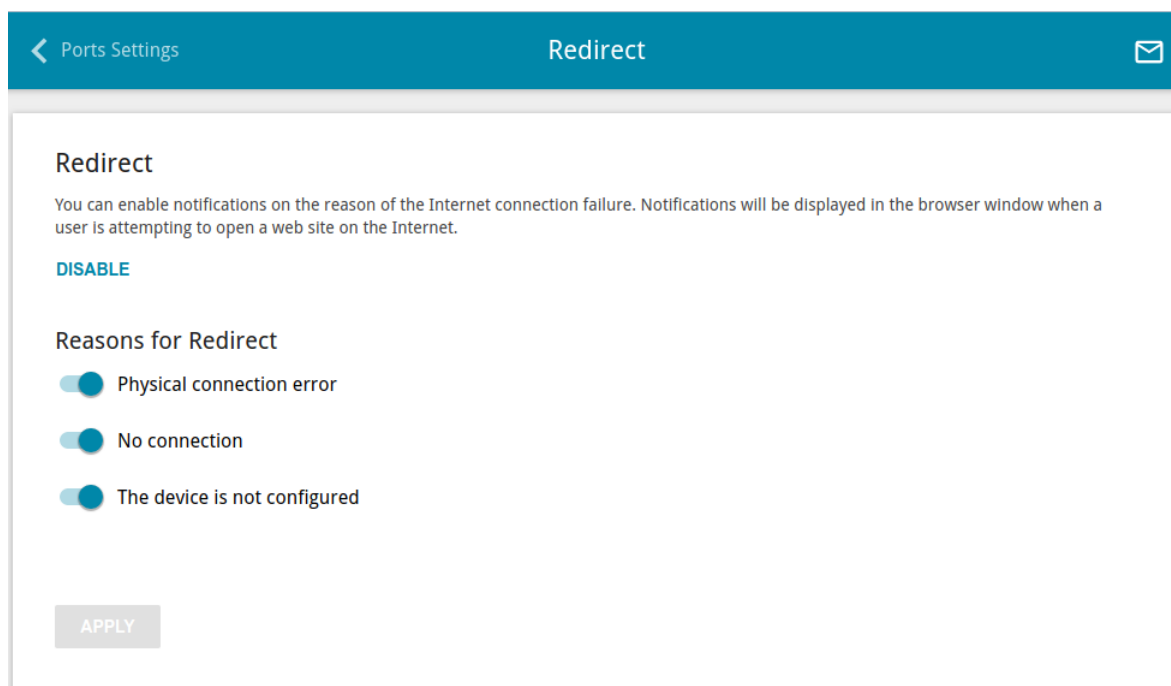 Ports Settings
Redirect
Redirect
You can enable notifications on the reason of the Internet connection failure. Notifications will be displayed in the browser window when a
user is attempting to open a web site on the Internet.
DISABLE
Reasons for Redirect
Physical connection error
No connection
The device is not configured
APPLY